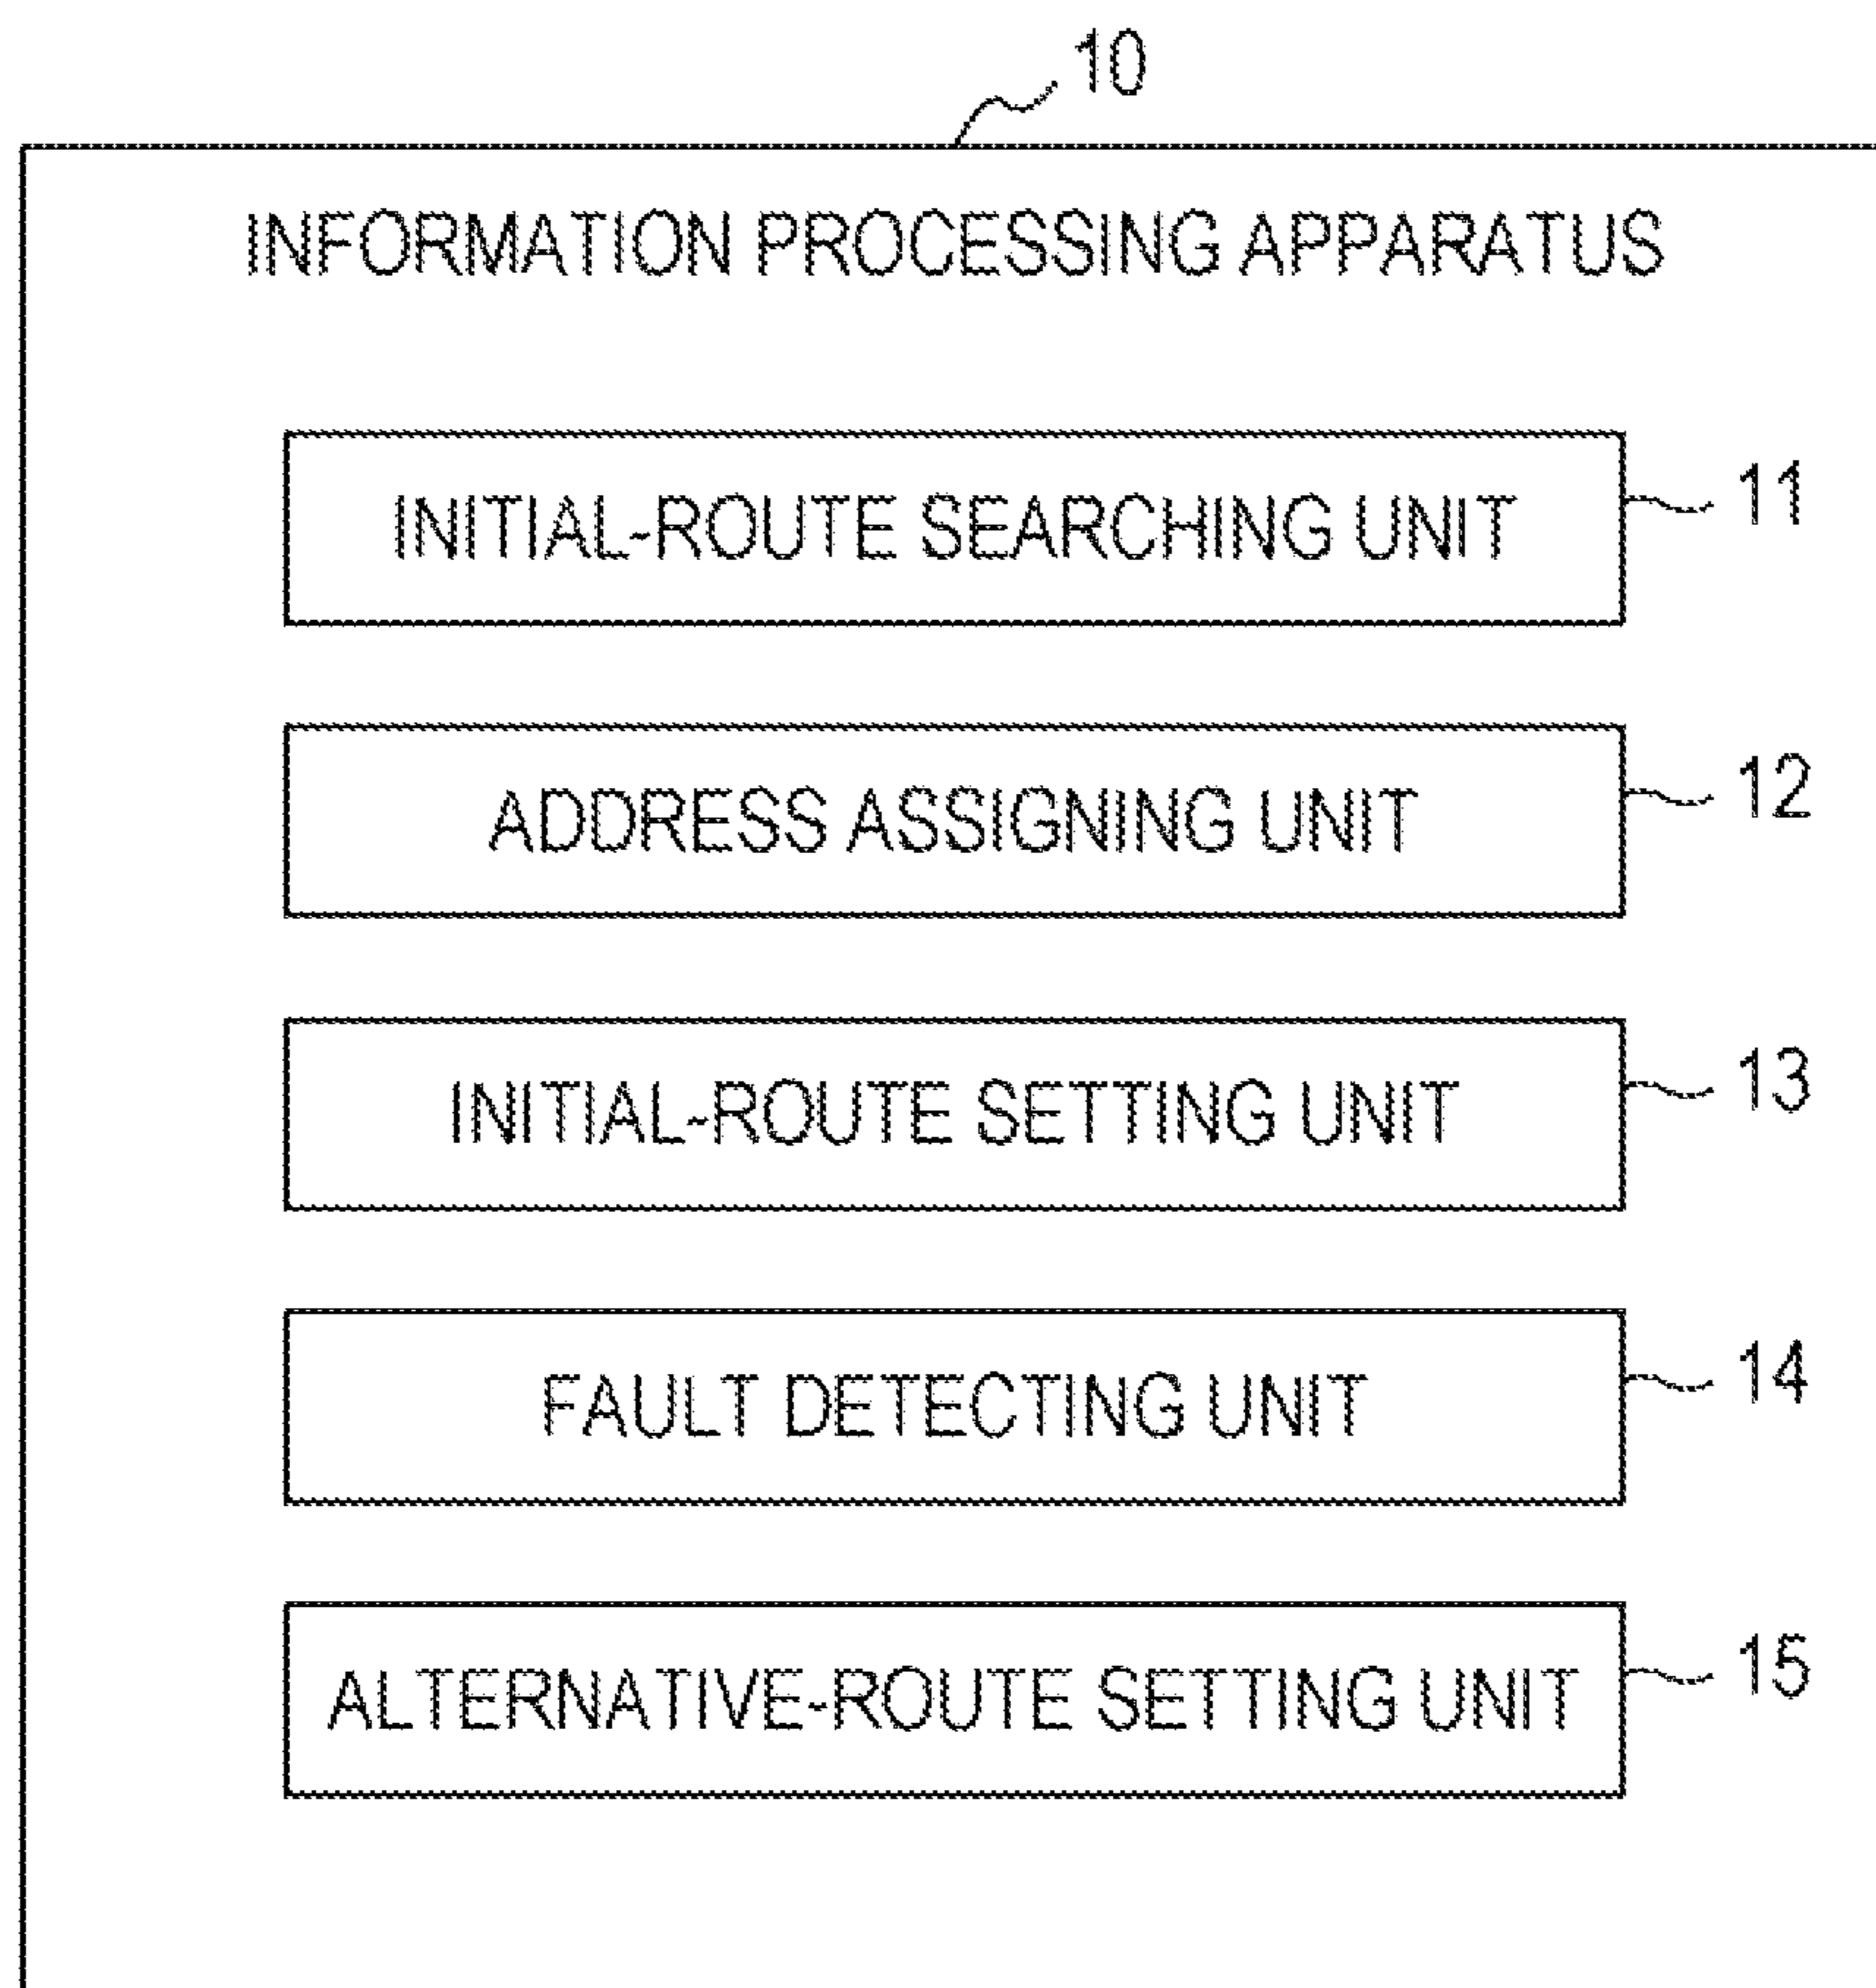 10
INFORMATION PROCESSING APPARATUS
INITIAL-ROUTE SEARCHING UNIT
11
ADDRESS ASSIGNING UNIT
12
INITIAL-ROUTE SETTING UNIT
13
FAULT DETECTING UNIT
14
ALTERNATIVE-ROUTE SETTING UNIT
15